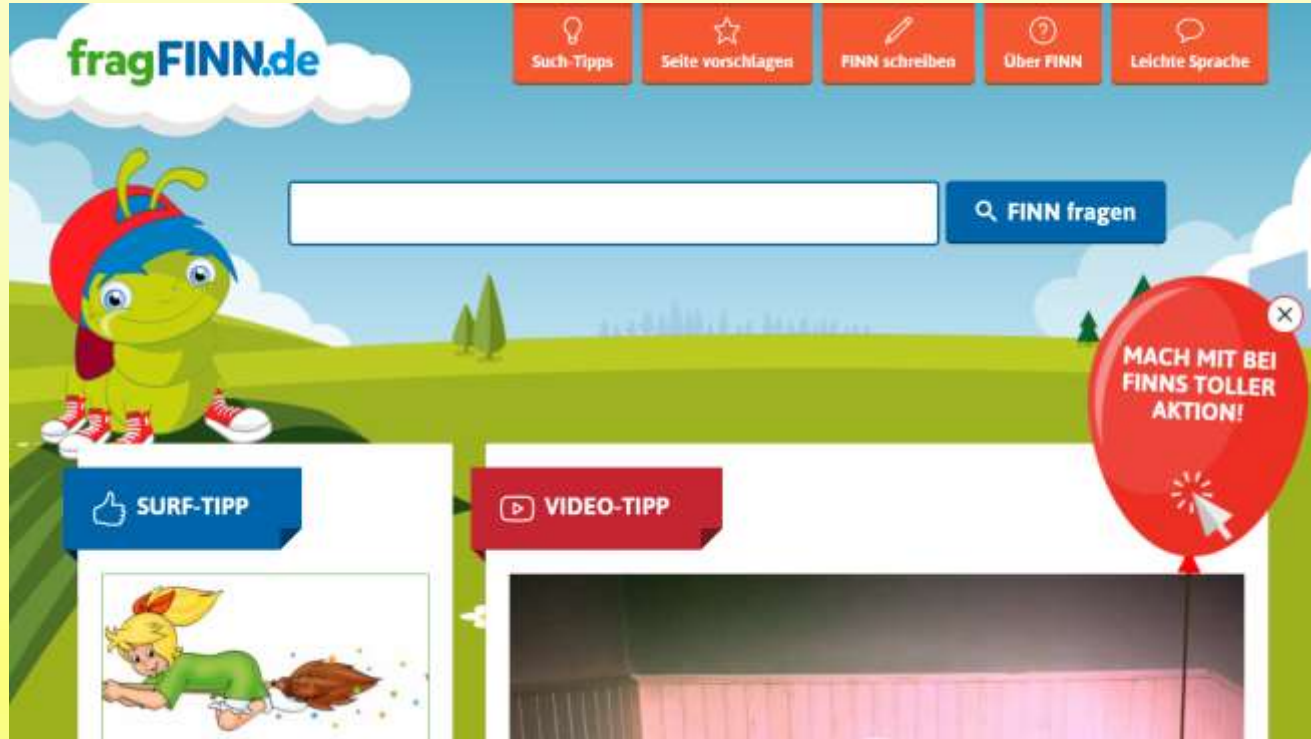 fragFINN.de
Such-Tipps
Seite vorschlagen
FINN schreiben
Über FINN
Leichte Sprache
FINN fragen
MACH MIT BEI
FINNS TOLLER
AKTION!
SURF-TIPP
VIDEO-TIPP